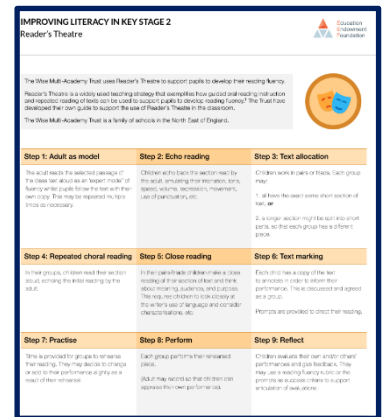 IMPROVING LITERACY IN KEY STAGE 2
Reader's Theatre
Education
Endowment
Foundation
The Wise Multi-Academy Trust uses Reader's Theatre to support pupils to develop their reading fluency.
Reader's Theatre is a widely used teaching strategy that exemplifies how guided oral reading instruction
and repeated reading of texts can be used to support pupils to develop reading fluency. The Trust have
developed their own guide to support the use of Reader's Theatre in the classroom.
The Wise Multi-Academy Trust is a family of schools in the North East of England.
Step 1: Adult as model
The adult reads the selected passage of
the class text aloud as an 'expert model' of
fluency whilst pupils follow the text with their
own copy. This may be repeated multiple
times as necessary.
Step 2: Echo reading
Children echo back the section read by
the adult, emulating their intonation, tone,
speed, volume, expression, movement,
use of punctuation, etc.
Step 3: Text allocation
Children work in pairs or triads. Each group
may:
1. all have the exact same short section of
text, or
2. a longer section might be split into short
parts, so that each group has a different
piece.
Step 4: Repeated choral reading
In their groups, children read their section
aloud, echoing the initial reading by the
adult.
Step 5: Close reading
In their pairs/triads children make a close
reading of their section of text and think
about meaning, audience, and purpose.
This requires children to look closely at
the writer's use of language and consider
characterisations, etc.
Step 6: Text marking
Each child has a copy of the text
to annotate in order to inform their
performance. This is discussed and agreed
as a group.
Prompts are provided to direct their reading.
Step 7: Practise
Time is provided for groups to rehearse
their reading. They may decide to change
or add to their performance slightly as a
result of their rehearsal.
Step 8: Perform
Each group performs their rehearsed
piece.
(Adult may record so that children can
appraise their own performance).
Step 9: Reflect
Children evaluate their own and/or others'
performances and give feedback. They
may use a reading fluency rubric or the
prompts as success criteria to support
articulation of evaluations.